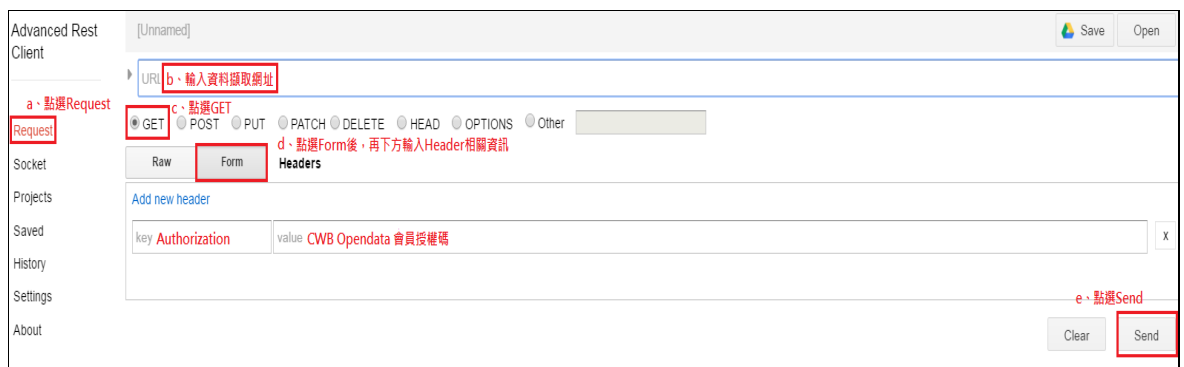 Advanced Rest
Client
[Unnamed]
Save
Open
URL b、輸入資料擷取網址
a、點選Request
Request
c、點選GET
GET POST PUT PATCH DELETE HEAD OPTIONS Other
d、點選Form後，再下方輸入Header相關資訊
Socket
Raw
Form
Headers
Projects
Add new header
Saved
key Authorization
value CWB Opendata 會員授權碼
x
History
Settings
e、點選Send
About
Clear
Send